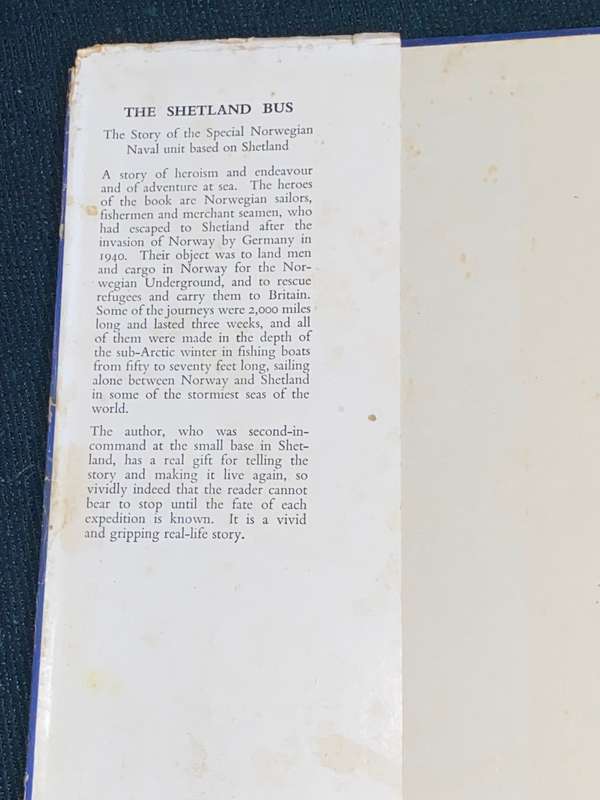 THE SHETLAND BUS
The Story of the Special Norwegian
Naval unit based on Shetland
A story of heroism and endeavour
and of adventure at sea. The heroes
of the book are Norwegian sailors,
fishermen and merchant seamen, who
had escaped to Shetland after the
invasion of Norway by Germany in
1940. Their object was to land men
and cargo in Norway for the Nor-
wegian Underground, and to rescue
refugees and carry them to Britain.
Some of the journeys were 2,000 miles
long and lasted three weeks, and all
of them were made in the depth of
the sub-Arctic winter in fishing boats
from fifty to seventy feet long, sailing
alone between Norway and Shetland
in some of the stormiest seas of the
world.
The author, who was second-in-
command at the small base in Shet-
land, has a real gift for telling the
story and making it live again, so
vividly indeed that the reader cannot
bear to stop until the fate of each
expedition is known. It is a vivid
and gripping real-life story.